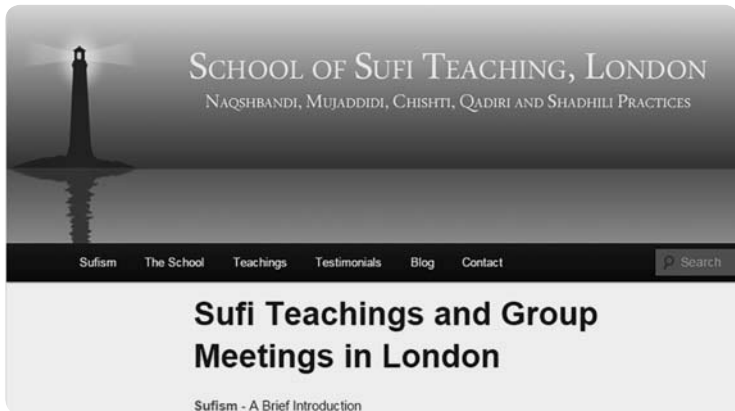 School of Sufi Teaching, London
Naqshbandi, Mujaddidi, Chishti, Qadiri and Shadhili Practices
Sufism The School Teachings Testimonials Blog Contact Search
Sufi Teachings and Group
Meetings in London
Sufism - A Brief Introduction